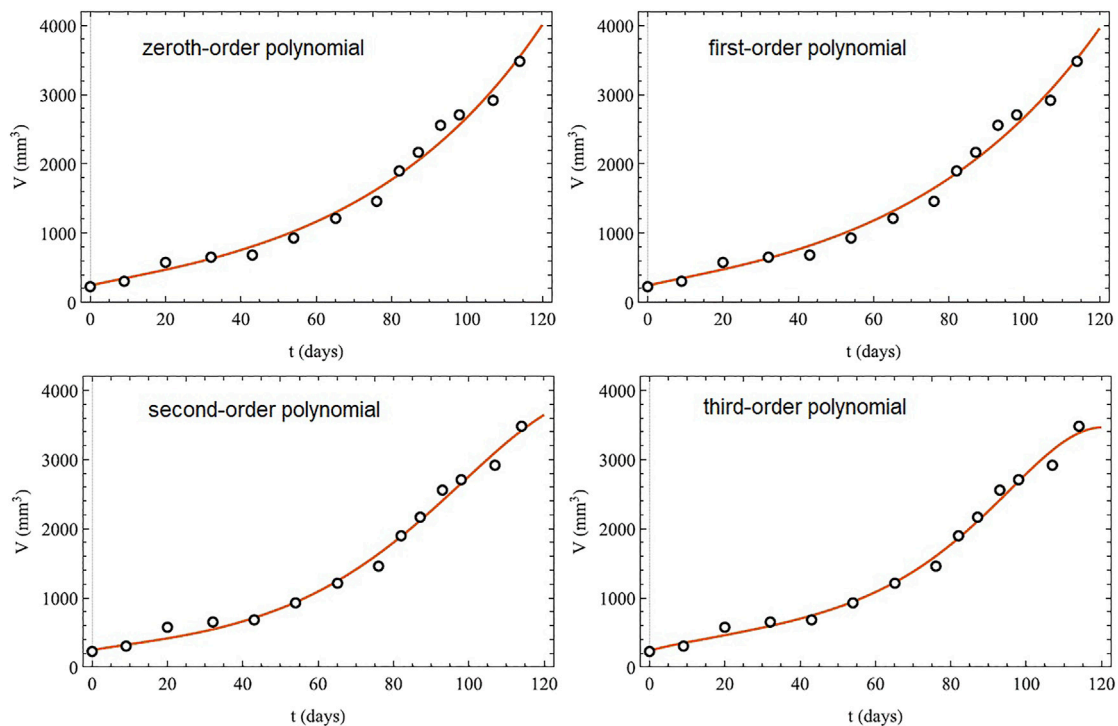 zeroth-order polynomial
V (mm³)
4000
3000
2000
1000
0
0 20 40 60 80 100 120
t (days)
first-order polynomial
V (mm³)
4000
3000
2000
1000
0
0 20 40 60 80 100 120
t (days)
second-order polynomial
V (mm³)
4000
3000
2000
1000
0
0 20 40 60 80 100 120
t (days)
third-order polynomial
V (mm³)
4000
3000
2000
1000
0
0 20 40 60 80 100 120
t (days)